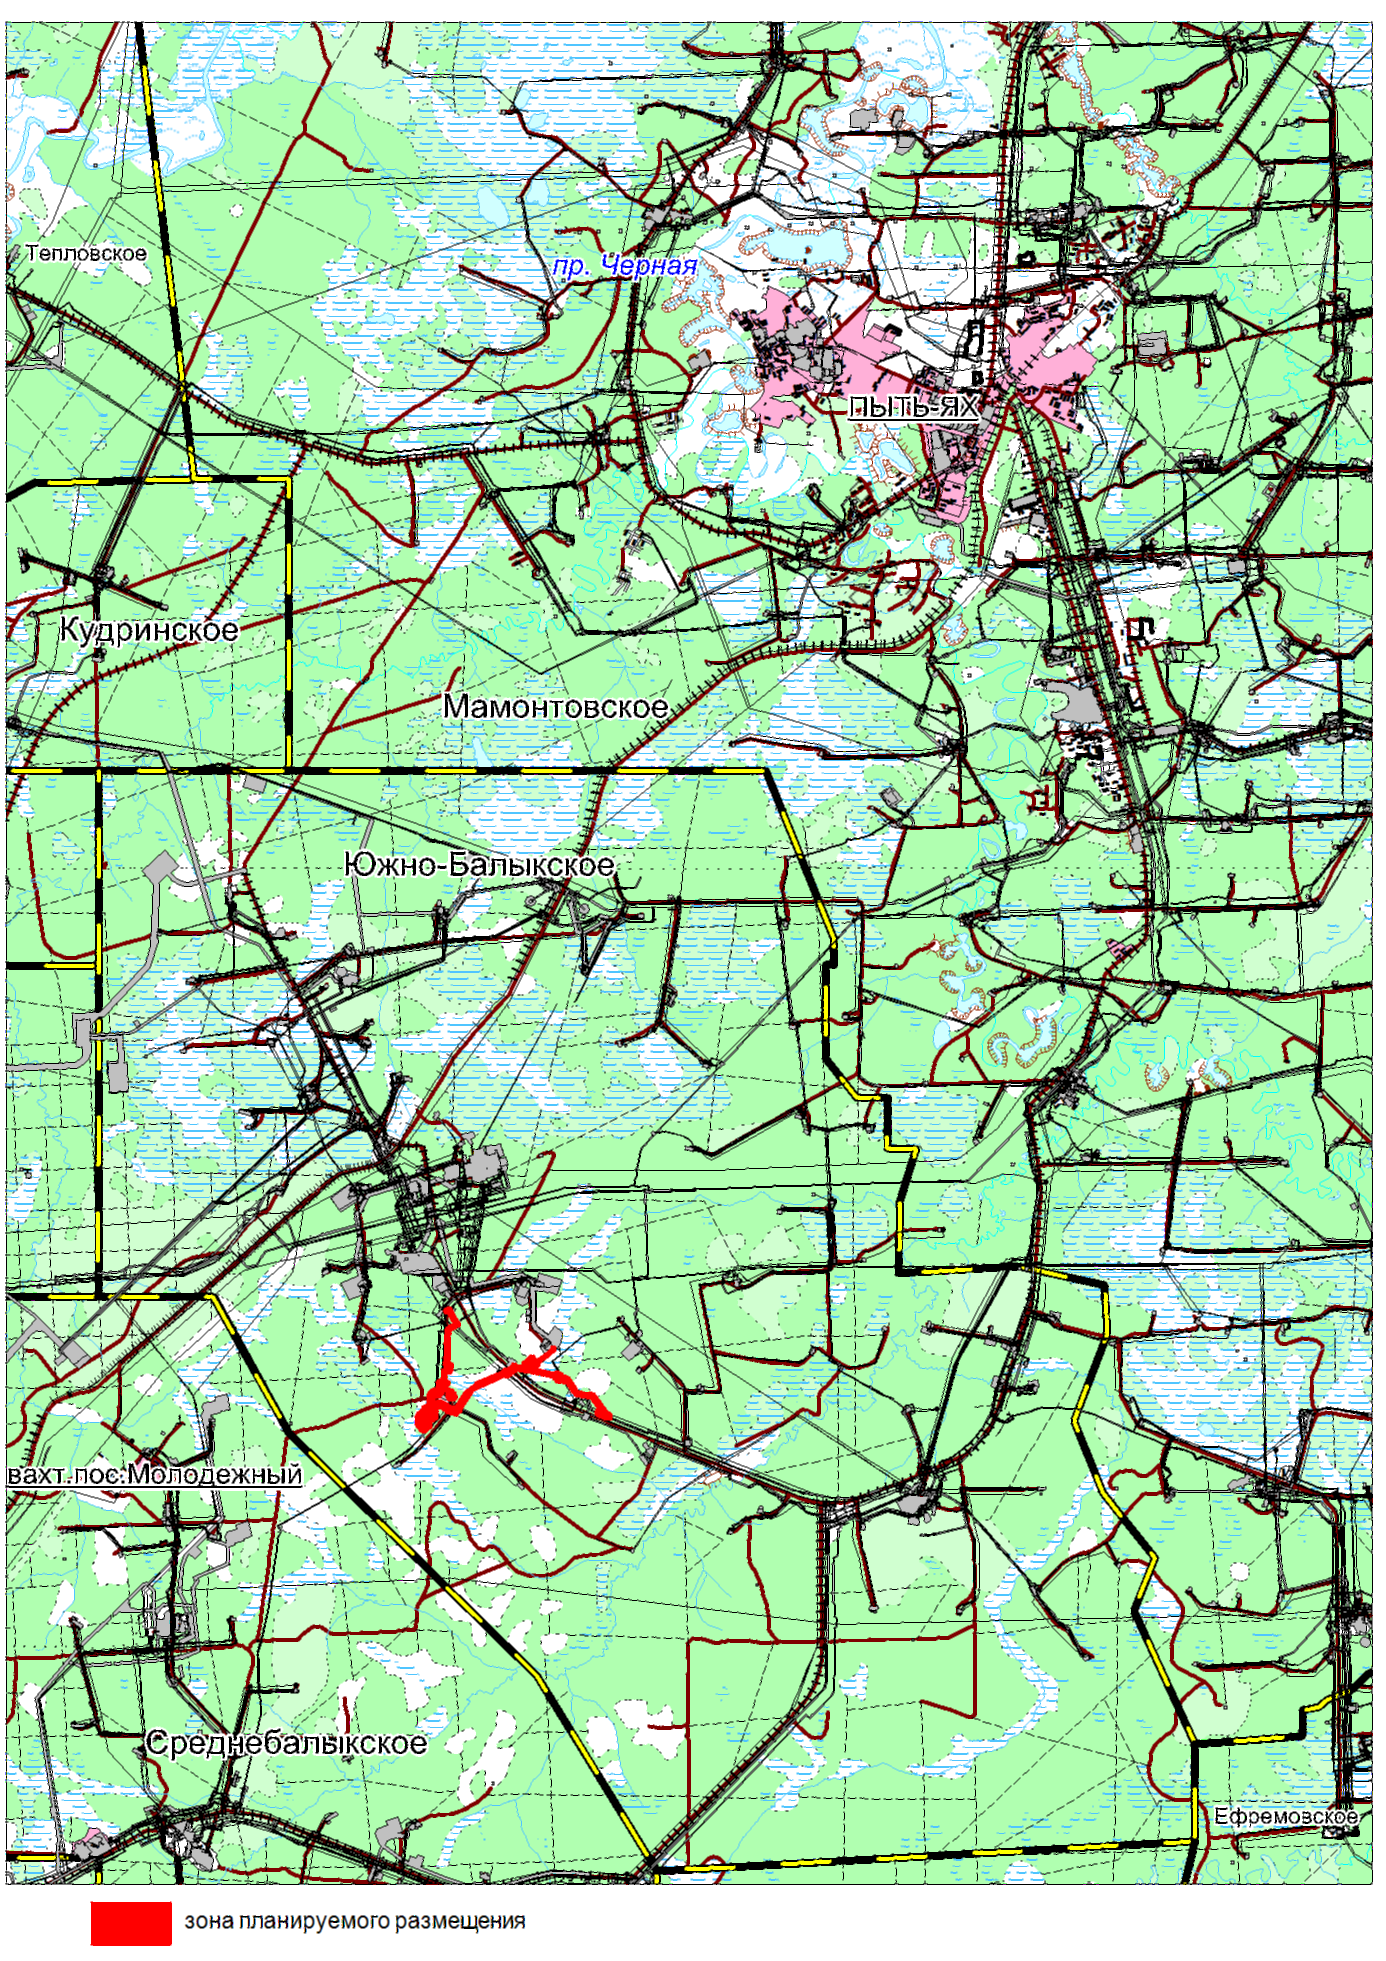 Тепловское
пр. Черная
ПЫТЬ-ЯХ
Кудринское
Мамонтовское
Южно-Балыкское
вахт.пос.Молодежный
Среднебалыкское
Ефремовское
зона планируемого размещения